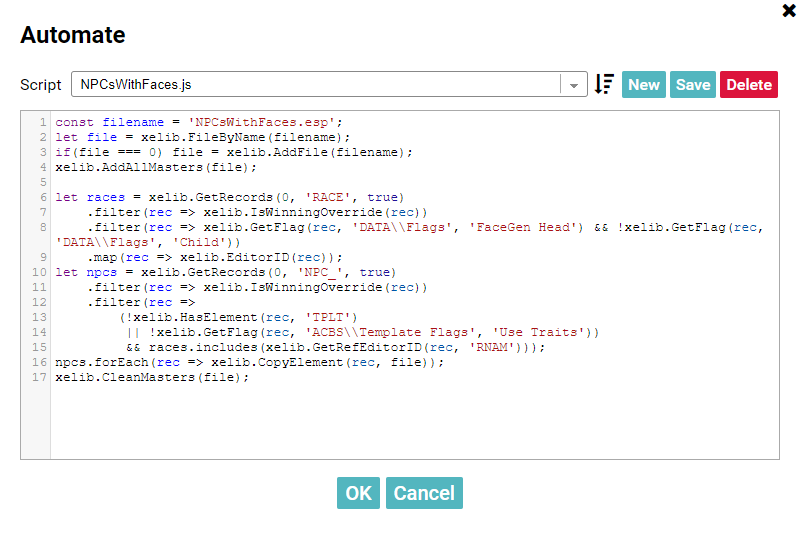 ✖
Automate
Script NPCsWithFaces.js New Save Delete
1 const filename = 'NPCsWithFaces.esp';
2 let file = xelib.FileByName(filename);
3 if(file === 0) file = xelib.AddFile(filename);
4 xelib.AddAllMasters(file);
5
6 let races = xelib.GetRecords(0, 'RACE', true)
7     .filter(rec => xelib.IsWinningOverride(rec))
8     .filter(rec => xelib.GetFlag(rec, 'DATA\\Flags', 'FaceGen Head') && !xelib.GetFlag(rec,
'DATA\\Flags', 'Child'))
9     .map(rec => xelib.EditorID(rec));
10 let npcs = xelib.GetRecords(0, 'NPC_', true)
11     .filter(rec => xelib.IsWinningOverride(rec))
12     .filter(rec =>
13         (!xelib.HasElement(rec, 'TPLT')
14          || !xelib.GetFlag(rec, 'ACBS\\Template Flags', 'Use Traits'))
15          && races.includes(xelib.GetRefEditorID(rec, 'RNAM')));
16 npcs.forEach(rec => xelib.CopyElement(rec, file));
17 xelib.CleanMasters(file);
OK Cancel